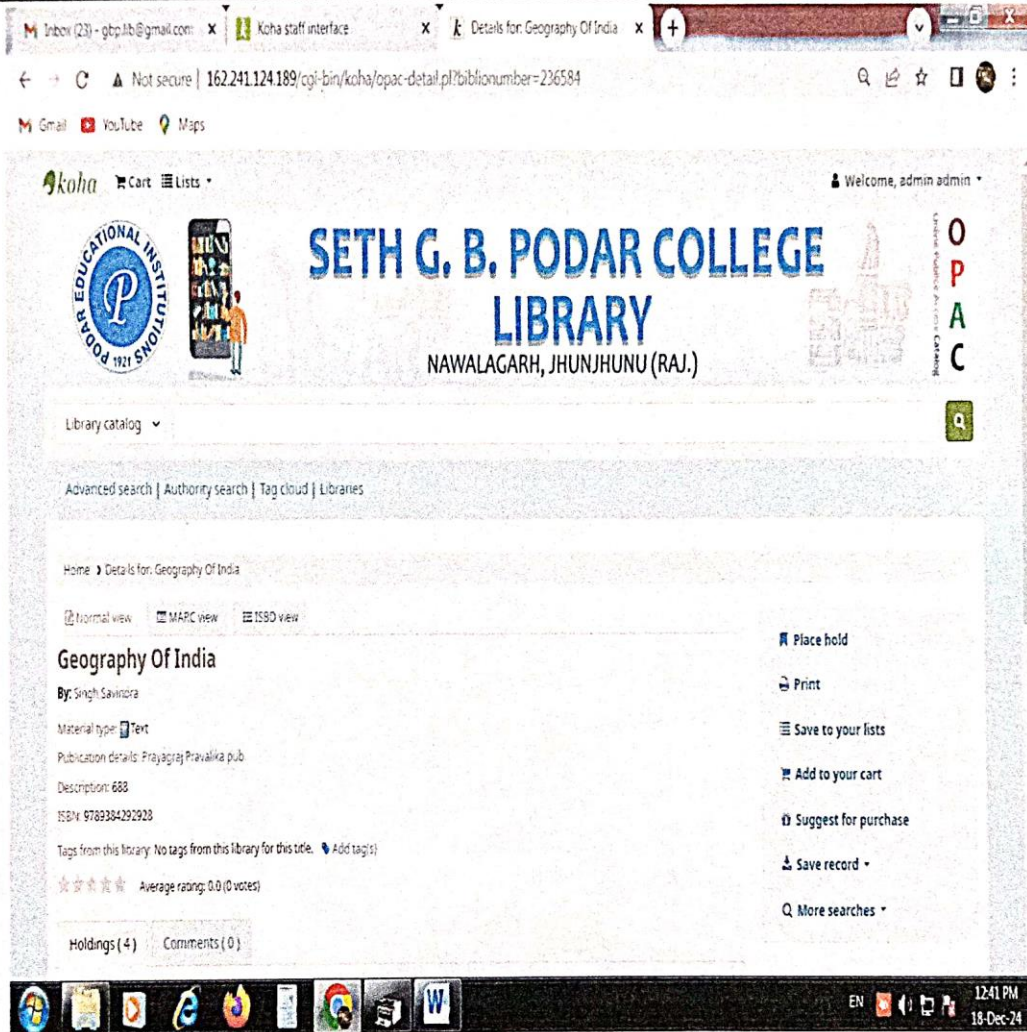 Inbox (23) - gbp.lib@gmail.com X Koha staff interface X Details for: Geography Of India X +
Not secure | 162.241.124.189/cgi-bin/koha/opac-detail.pl?biblionumber=236584
Gmail YouTube Maps
koha Cart Lists Welcome, admin admin
PODAR EDUCATIONAL INSTITUTIONS
P
1921
SETH G. B. PODAR COLLEGE
LIBRARY
NAWALAGARH, JHUNJHUNU (RAJ.)
OPAC
Library catalog
Advanced search | Authority search | Tag cloud | Libraries
Home Details for: Geography Of India
Normal view MARC view ISBD view
Geography Of India
By: Singh Savindra
Material type: Text
Publication details: Prayagraj Pravalika pub
Description: 688
ISBN: 9789384292928
Tags from this library: No tags from this library for this title. Add tag(s)
Average rating: 0.0 (0 votes)
Holdings ( 4 ) Comments ( 0 )
Place hold
Print
Save to your lists
Add to your cart
Suggest for purchase
Save record
More searches
W
EN 12:41 PM
18-Dec-24